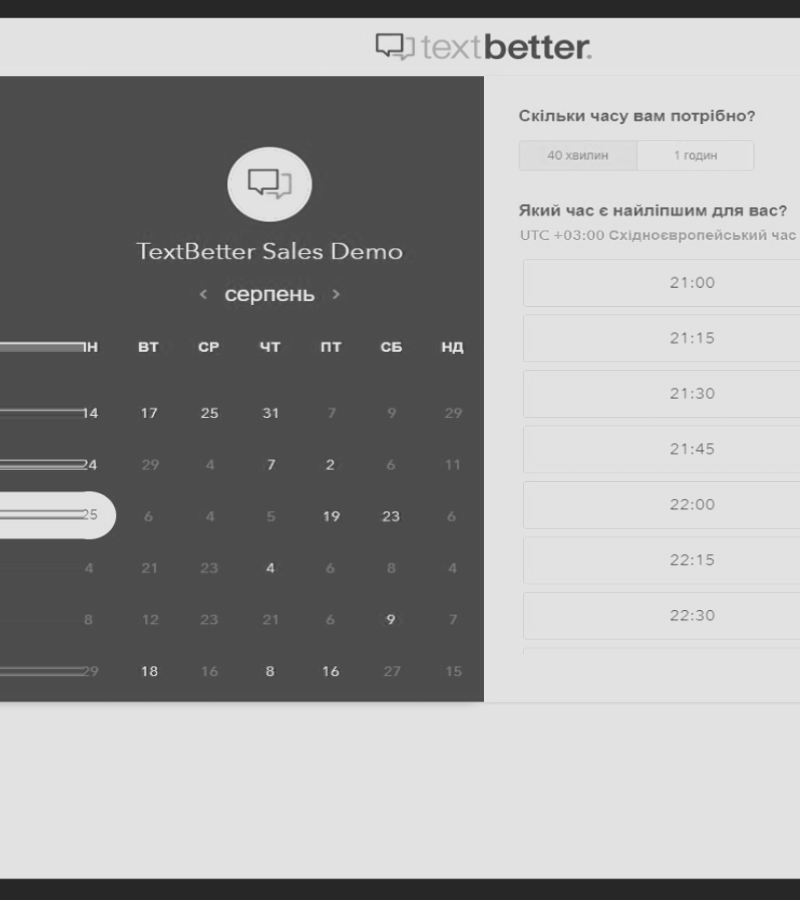 textbetter.
TextBetter Sales Demo
‹ серпень ›
ВТ СР ЧТ ПТ СБ НД
14 17 25 31 7 9 29
24 29 4 7 2 6 11
25 6 4 5 19 23 6
4 21 23 4 6 8 4
8 12 23 21 6 9 7
29 18 16 8 16 27 15
Скільки часу вам потрібно?
40 хвилин 1 годин
Який час є найліпшим для вас?
UTC +03:00 Східноєвропейський час
21:00
21:15
21:30
21:45
22:00
22:15
22:30